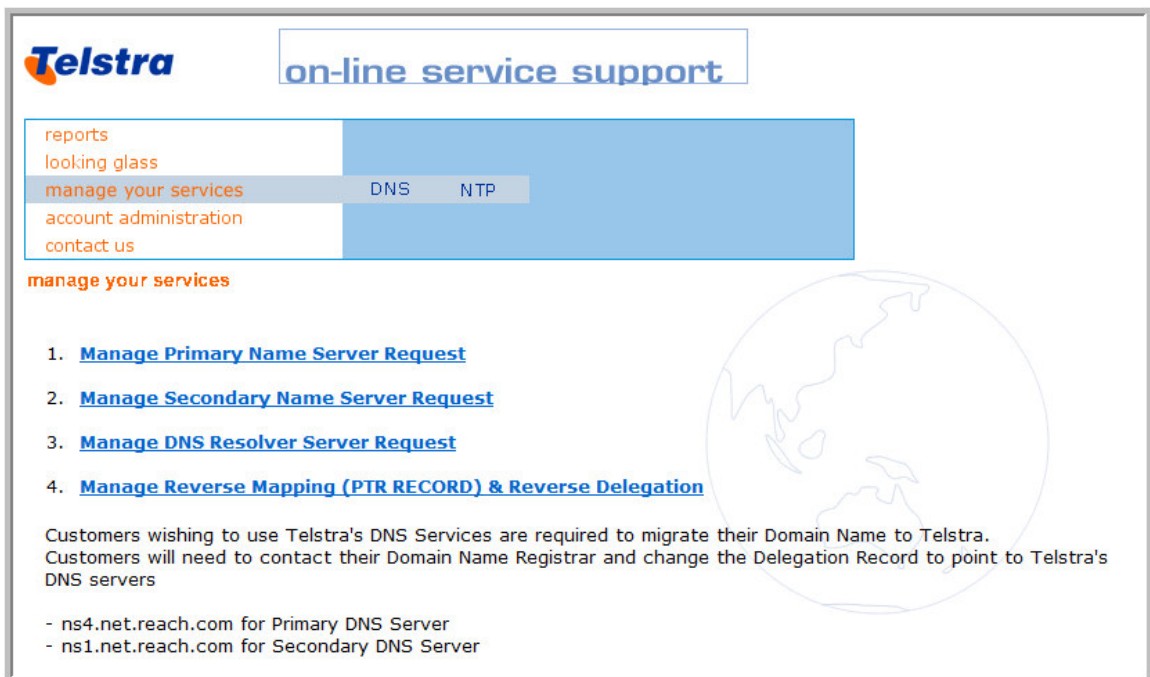 Telstra
on-line service support
reports
looking glass
manage your services DNS NTP
account administration
contact us
manage your services
1. Manage Primary Name Server Request
2. Manage Secondary Name Server Request
3. Manage DNS Resolver Server Request
4. Manage Reverse Mapping (PTR RECORD) & Reverse Delegation
Customers wishing to use Telstra's DNS Services are required to migrate their Domain Name to Telstra.
Customers will need to contact their Domain Name Registrar and change the Delegation Record to point to Telstra's
DNS servers
- ns4.net.reach.com for Primary DNS Server
- ns1.net.reach.com for Secondary DNS Server